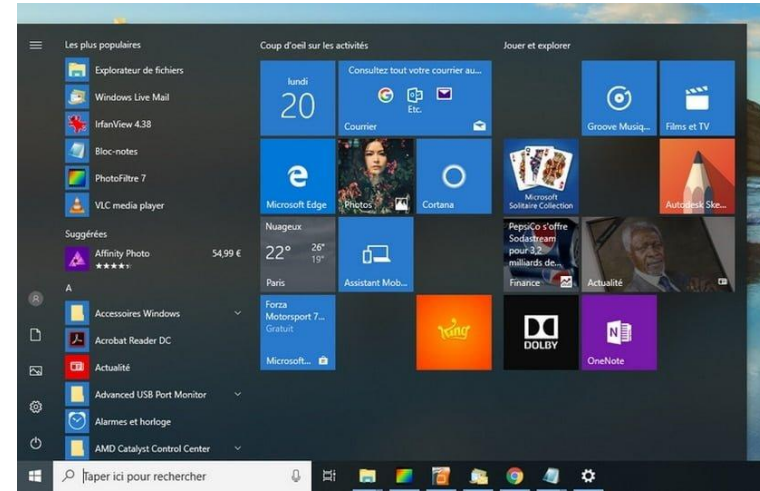 Les plus populaires
Explorateur de fichiers
Windows Live Mail
IrfanView 4.38
Bloc-notes
PhotoFiltre 7
VLC media player
Suggérées
Affinity Photo
54,99 €
A
Accessoires Windows
Acrobat Reader DC
Actualité
Advanced USB Port Monitor
Alarmes et horloge
AMD Catalyst Control Center
Coup d'oeil sur les activités
lundi
20
Consultez tout votre courrier au...
Etc.
Courrier
Microsoft Edge
Photos
Cortana
Nuageux
22° 26°
19°
Paris
Assistant Mob...
Forza
Motorsport 7...
Gratuit
Microsoft...
King
Jouer et explorer
Groove Musiq...
Films et TV
Microsoft
Solitaire Collection
Autodesk Ske...
PepsiCo s'offre
Sodastream
pour 3,2
milliards de...
Finance
Actualité
DOLBY
OneNote
Taper ici pour rechercher